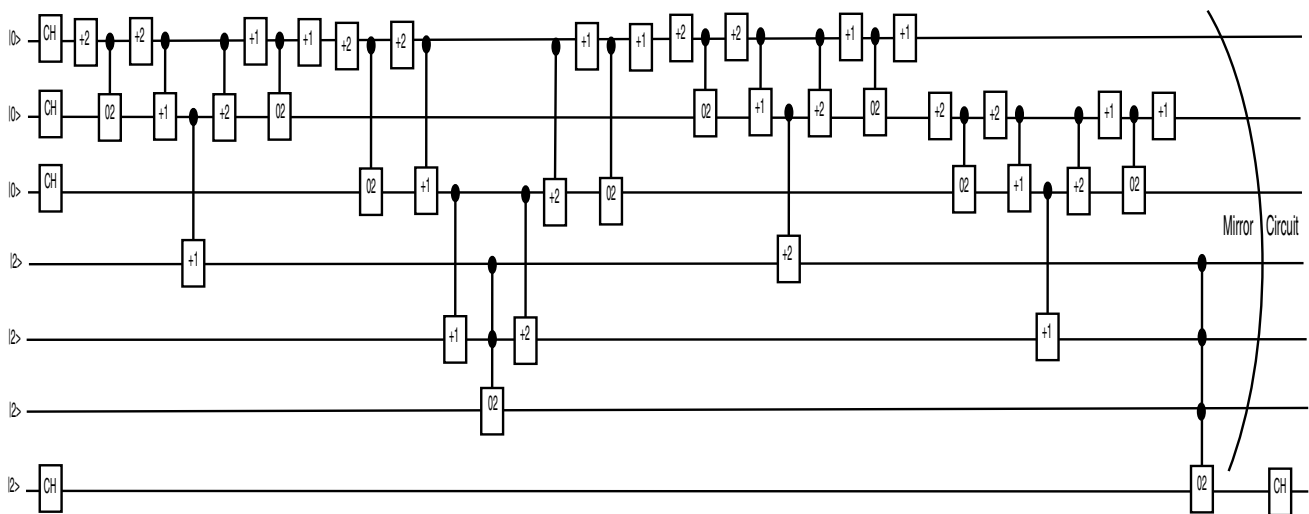 |0> CH +2 +2 +1 +1 +2 +2 +1 +1 +2 +2 +1 +1
02 +1 +2 02
|0> CH 02 +1 +2 02 +2 +2 +1 +1
|0> CH 02 +1 +2 02 02 +1 +2 02
Mirror Circuit
|2> +1 +2
|2> +1 +2 +1
|2> 02
|2> CH 02 CH